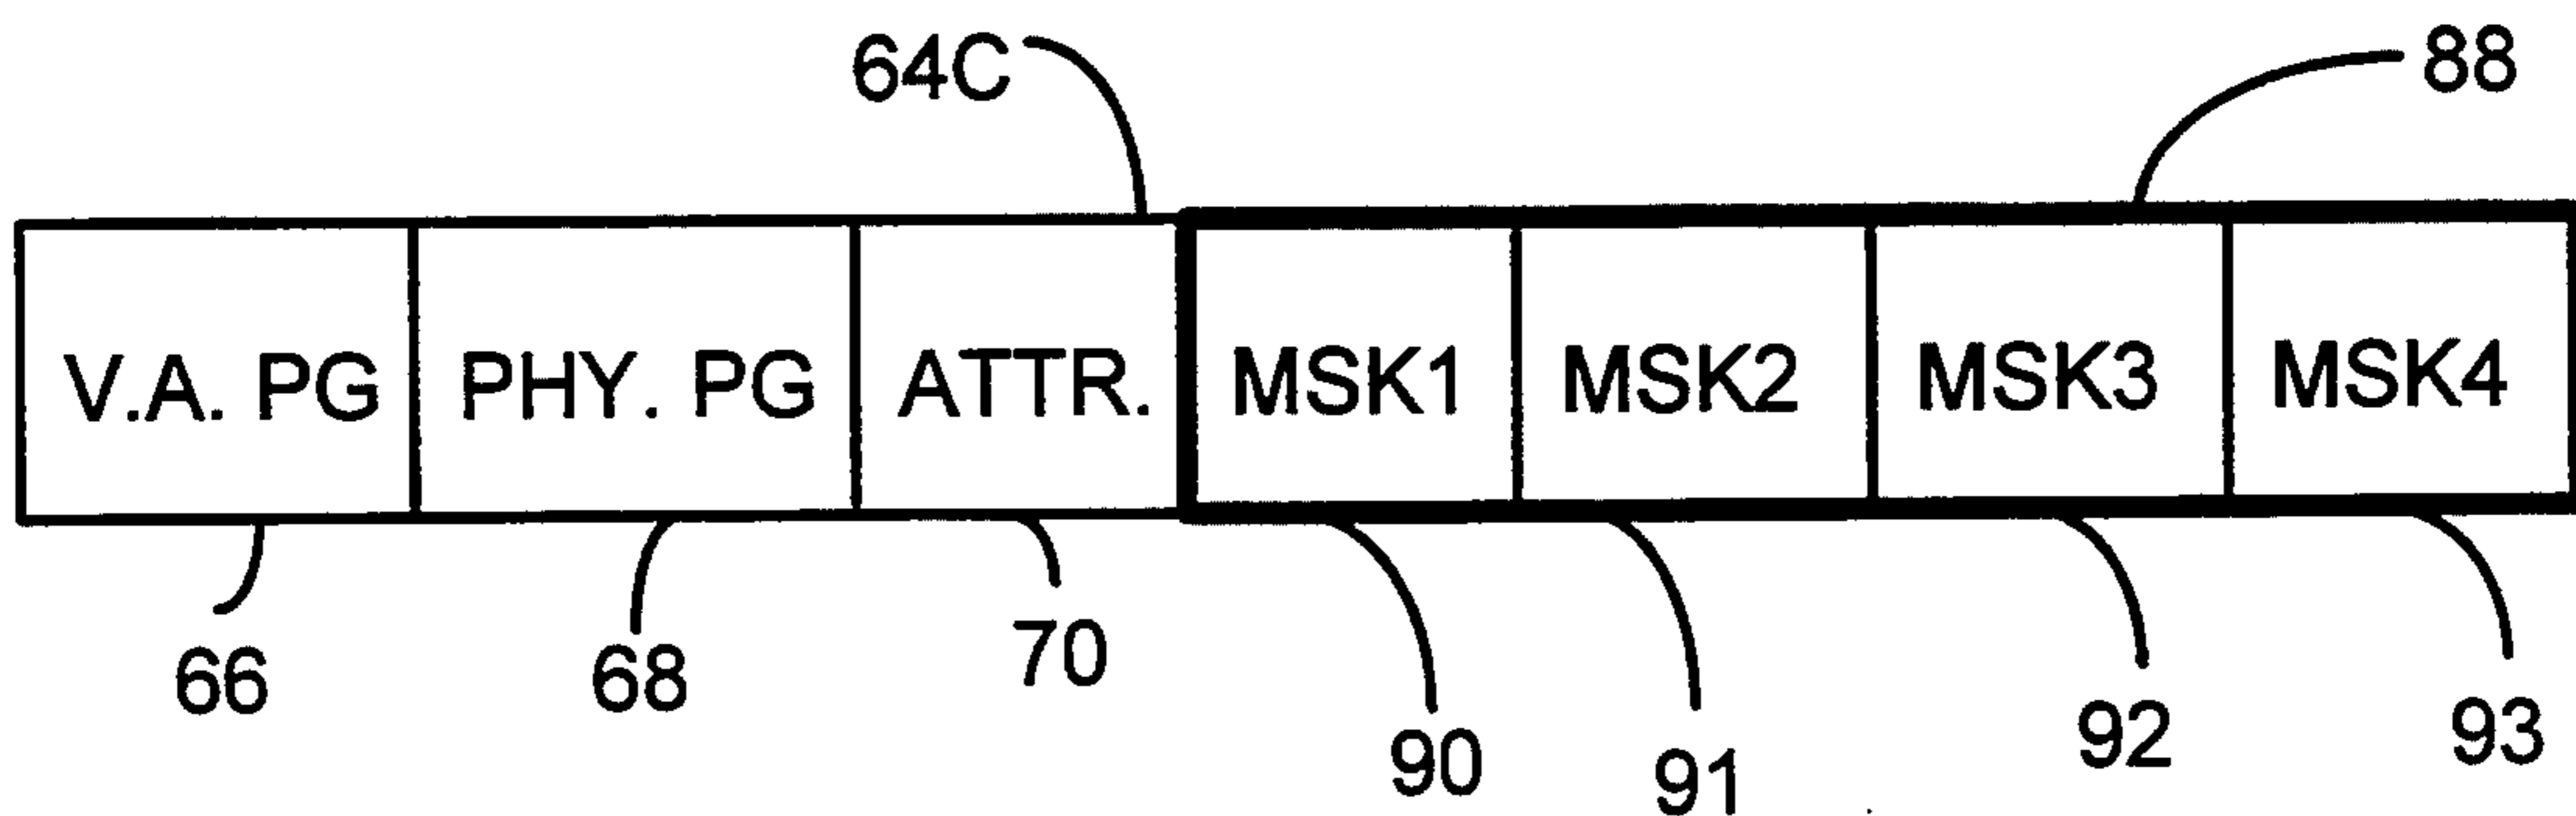 64C 88
V.A. PG PHY. PG ATTR. MSK1 MSK2 MSK3 MSK4
66 68 70 90 91 92 93